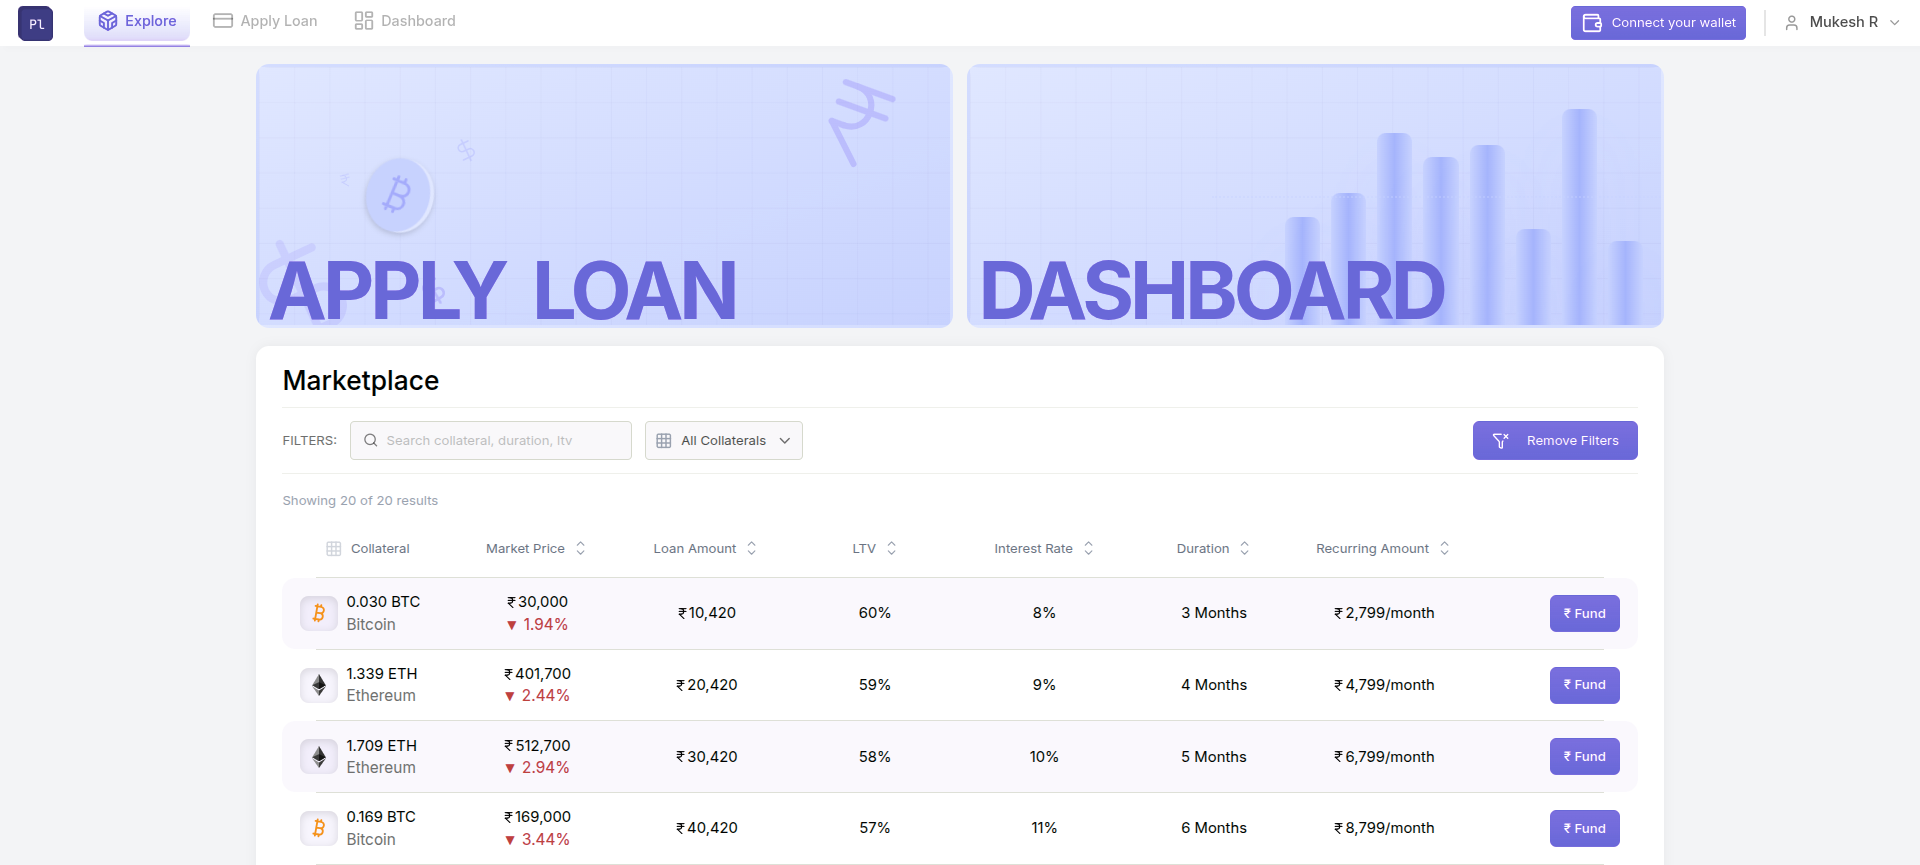 Pl
Explore
Apply Loan
Dashboard
Connect your wallet
Mukesh R
APPLY LOAN
DASHBOARD
Marketplace
FILTERS:
Search collateral, duration, ltv
All Collaterals
Remove Filters
Showing 20 of 20 results
Collateral Market Price Loan Amount LTV Interest Rate Duration Recurring Amount
0.030 BTC ₹30,000 ₹10,420 60% 8% 3 Months ₹2,799/month ₹ Fund
Bitcoin ▼ 1.94%
1.339 ETH ₹401,700 ₹20,420 59% 9% 4 Months ₹4,799/month ₹ Fund
Ethereum ▼ 2.44%
1.709 ETH ₹512,700 ₹30,420 58% 10% 5 Months ₹6,799/month ₹ Fund
Ethereum ▼ 2.94%
0.169 BTC ₹169,000 ₹40,420 57% 11% 6 Months ₹8,799/month ₹ Fund
Bitcoin ▼ 3.44%